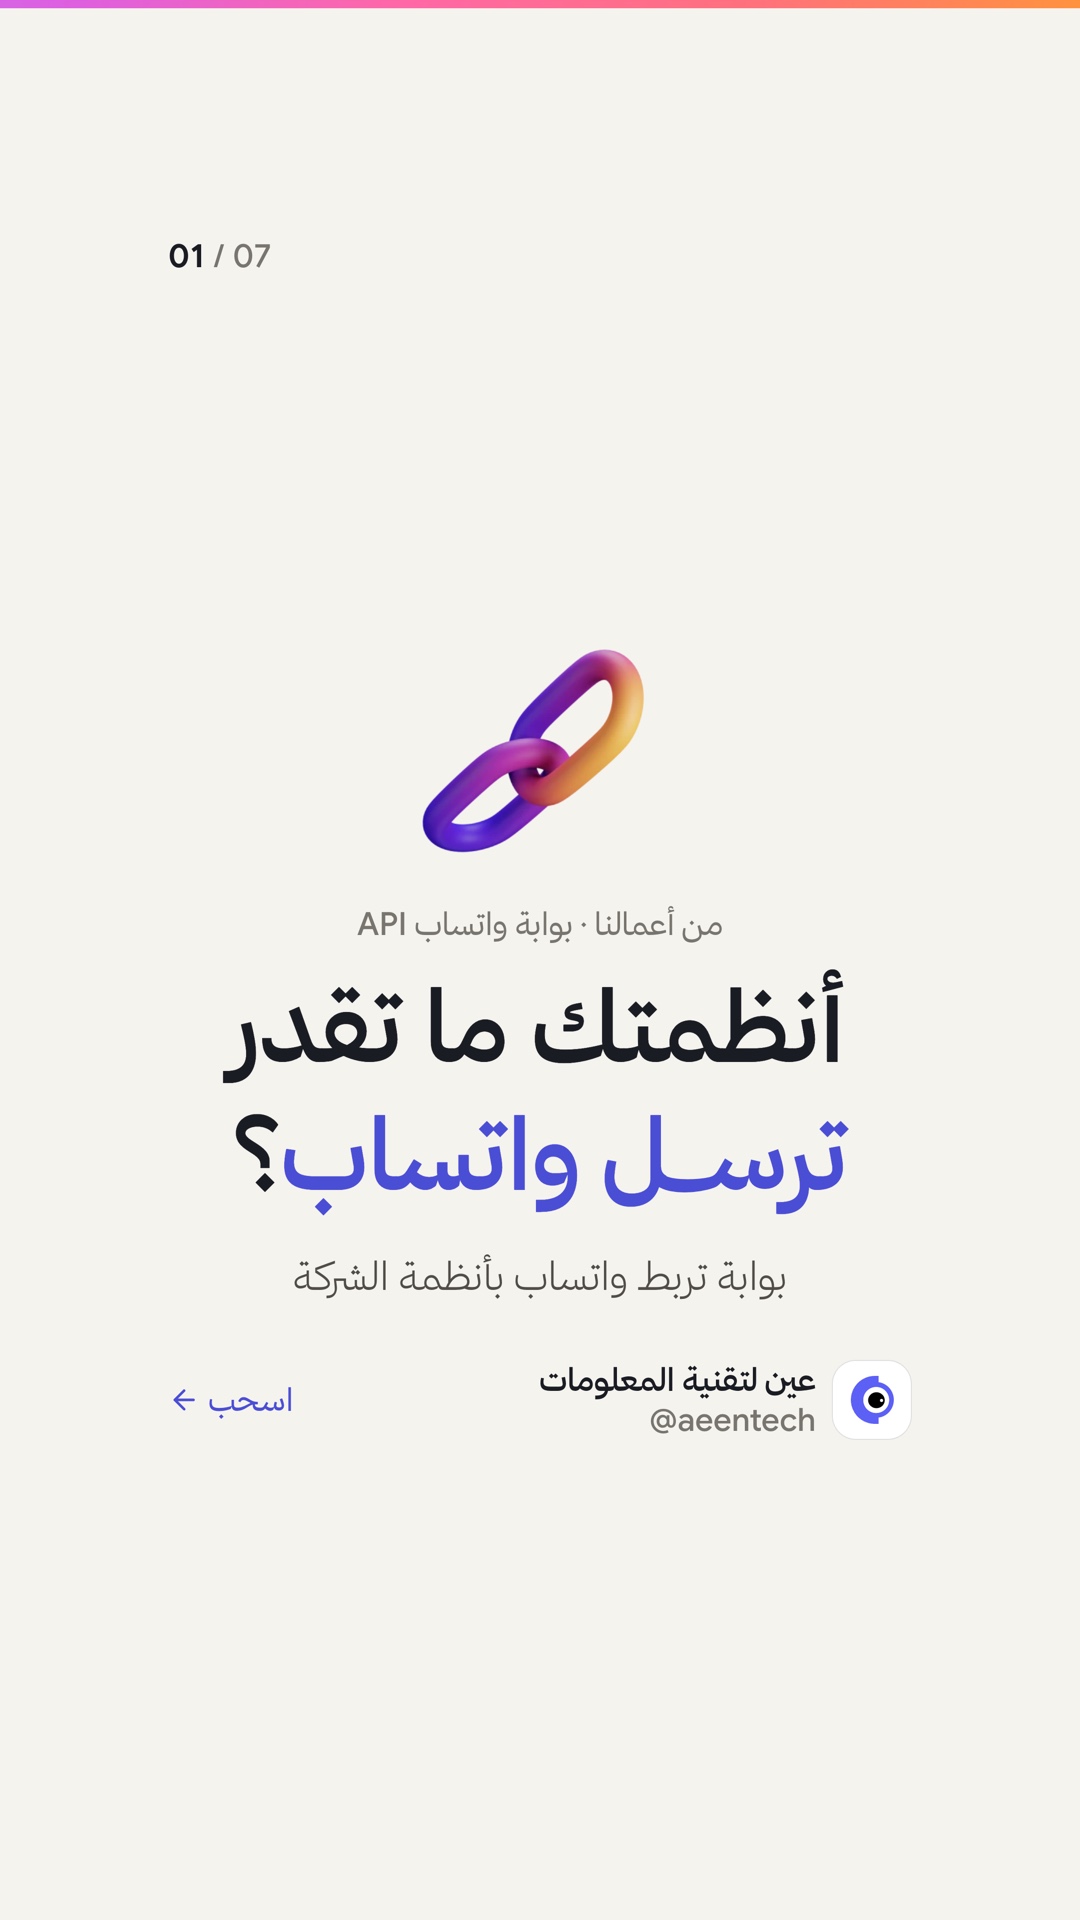 01 / 07
من أعمالنا · بوابة واتساب API
أنظمتك ما تقدر
ترسـل واتساب؟
بوابة تربط واتساب بأنظمة الشركة
عين لتقنية المعلومات
@aeentech
اسحب ←